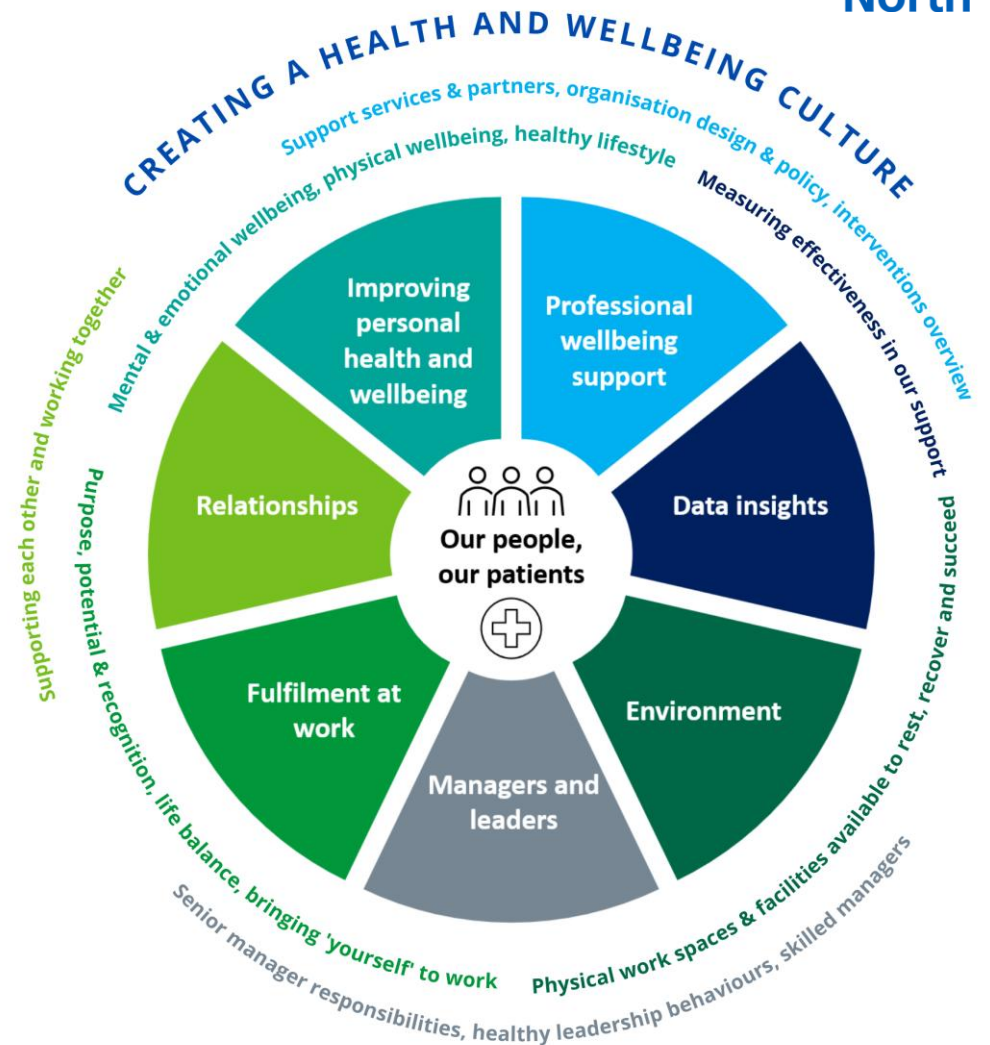 North
CREATING A HEALTH AND WELLBEING CULTURE
Support services & partners, organisation design & policy, interventions overview
Mental & emotional wellbeing, physical wellbeing, healthy lifestyle
Measuring effectiveness in our support
Supporting each other and working together
Improving
personal
health and
wellbeing
Professional
wellbeing
support
Relationships
Data insights
Our people,
our patients
Fulfilment at
work
Environment
Managers and
leaders
Purpose, potential & recognition, life balance, bringing 'yourself' to work
Physical work spaces & facilities available to rest, recover and succeed
Senior manager responsibilities, healthy leadership behaviours, skilled managers